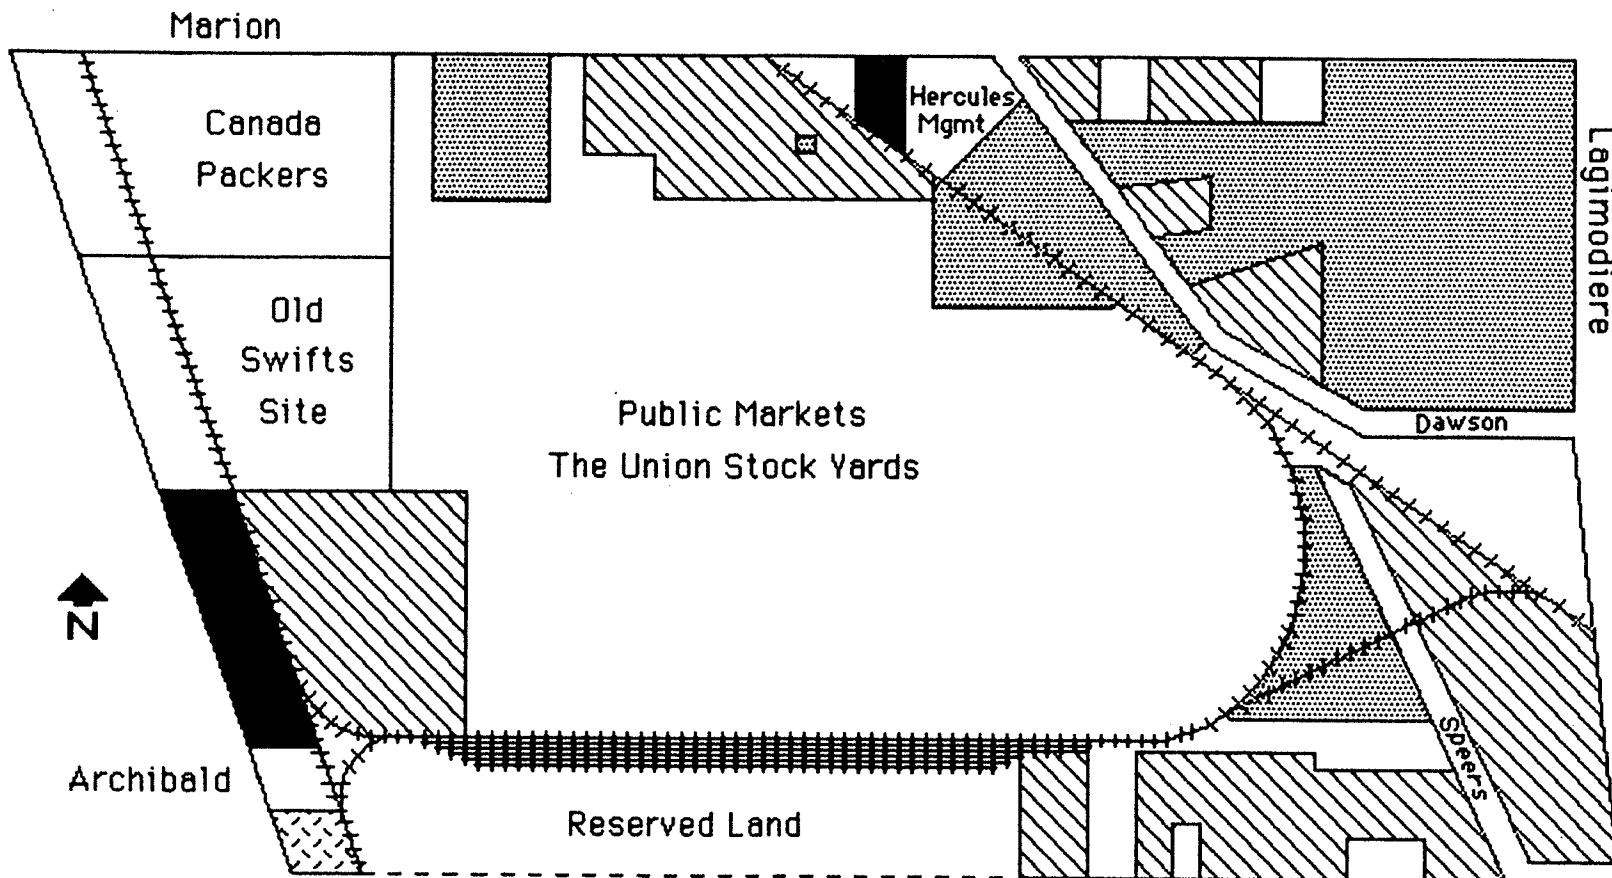 Marion
Canada
Packers
Hercules
Mgmt
Lagimodiere
Old
Swifts
Site
Public Markets
The Union Stock Yards
Dawson
N
Speers
Archibald
Reserved Land